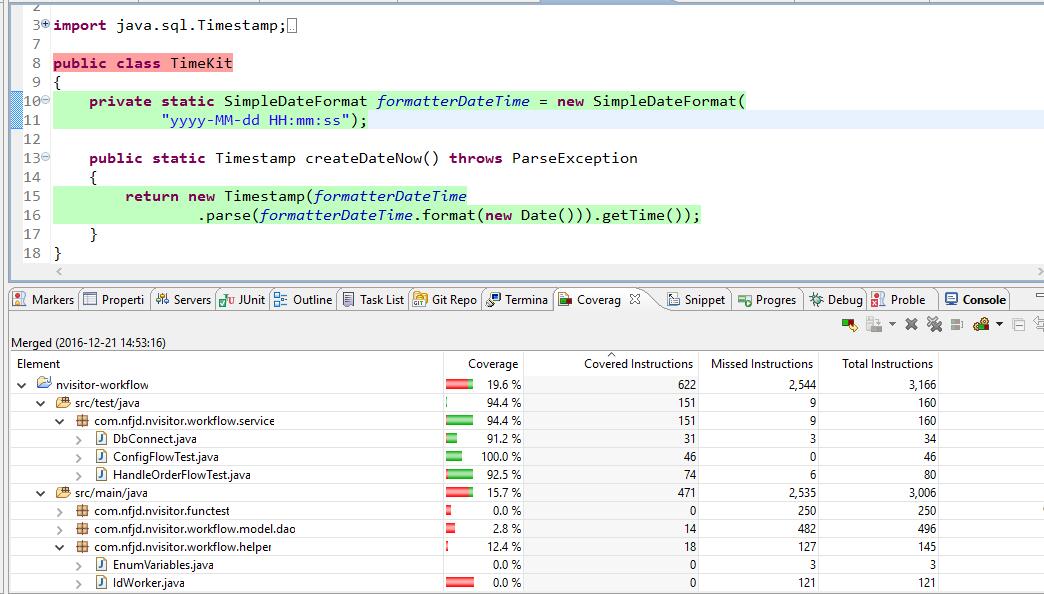 2
3 import java.sql.Timestamp;
7
8 public class TimeKit
9 {
10 private static SimpleDateFormat formatterDateTime = new SimpleDateFormat(
11 "yyyy-MM-dd HH:mm:ss");
12
13 public static Timestamp createDateNow() throws ParseException
14 {
15 return new Timestamp(formatterDateTime
16 .parse(formatterDateTime.format(new Date())).getTime());
17 }
18 }
Markers Properti Servers JUnit Outline Task List Git Repo Termina Coverag Snippet Progres Debug Proble Console
Merged (2016-12-21 14:53:16)
Element Coverage Covered Instructions Missed Instructions Total Instructions
nvisitor-workflow 19.6 % 622 2,544 3,166
src/test/java 94.4 % 151 9 160
com.nfjd.nvisitor.workflow.service 94.4 % 151 9 160
DbConnect.java 91.2 % 31 3 34
ConfigFlowTest.java 100.0 % 46 0 46
HandleOrderFlowTest.java 92.5 % 74 6 80
src/main/java 15.7 % 471 2,535 3,006
com.nfjd.nvisitor.functest 0.0 % 0 250 250
com.nfjd.nvisitor.workflow.model.dao 2.8 % 14 482 496
com.nfjd.nvisitor.workflow.helper 12.4 % 18 127 145
EnumVariables.java 0.0 % 0 3 3
IdWorker.java 0.0 % 0 121 121